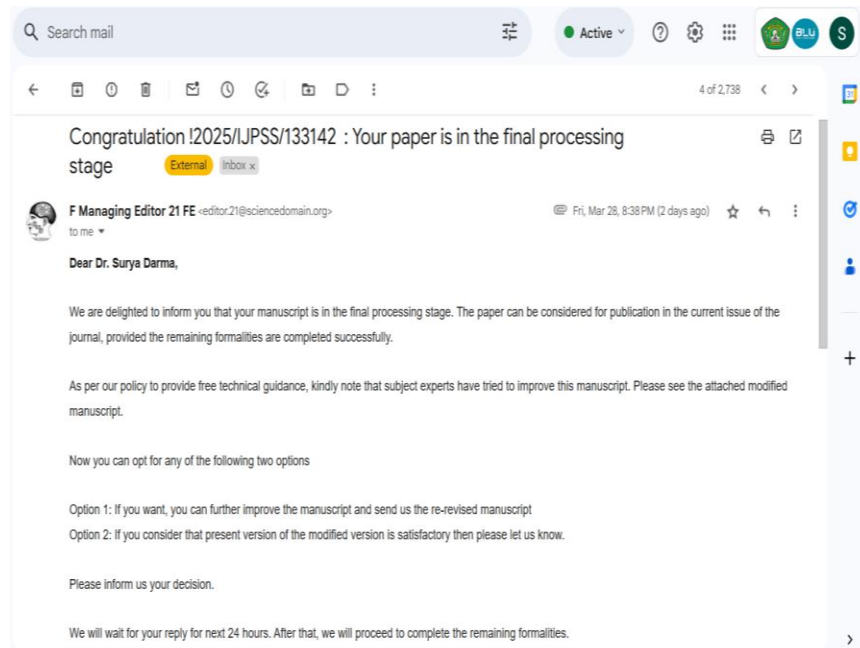 Search mail
Active
BLU
S
4 of 2,738
31
Congratulation !2025/IJPSS/133142 : Your paper is in the final processing
stage External Inbox x
F Managing Editor 21 FE <editor.21@sciencedomain.org> Fri, Mar 28, 8:38 PM (2 days ago)
to me
Dear Dr. Surya Darma,
We are delighted to inform you that your manuscript is in the final processing stage. The paper can be considered for publication in the current issue of the
journal, provided the remaining formalities are completed successfully.
As per our policy to provide free technical guidance, kindly note that subject experts have tried to improve this manuscript. Please see the attached modified
manuscript.
Now you can opt for any of the following two options
Option 1: If you want, you can further improve the manuscript and send us the re-revised manuscript
Option 2: If you consider that present version of the modified version is satisfactory then please let us know.
Please inform us your decision.
We will wait for your reply for next 24 hours. After that, we will proceed to complete the remaining formalities.